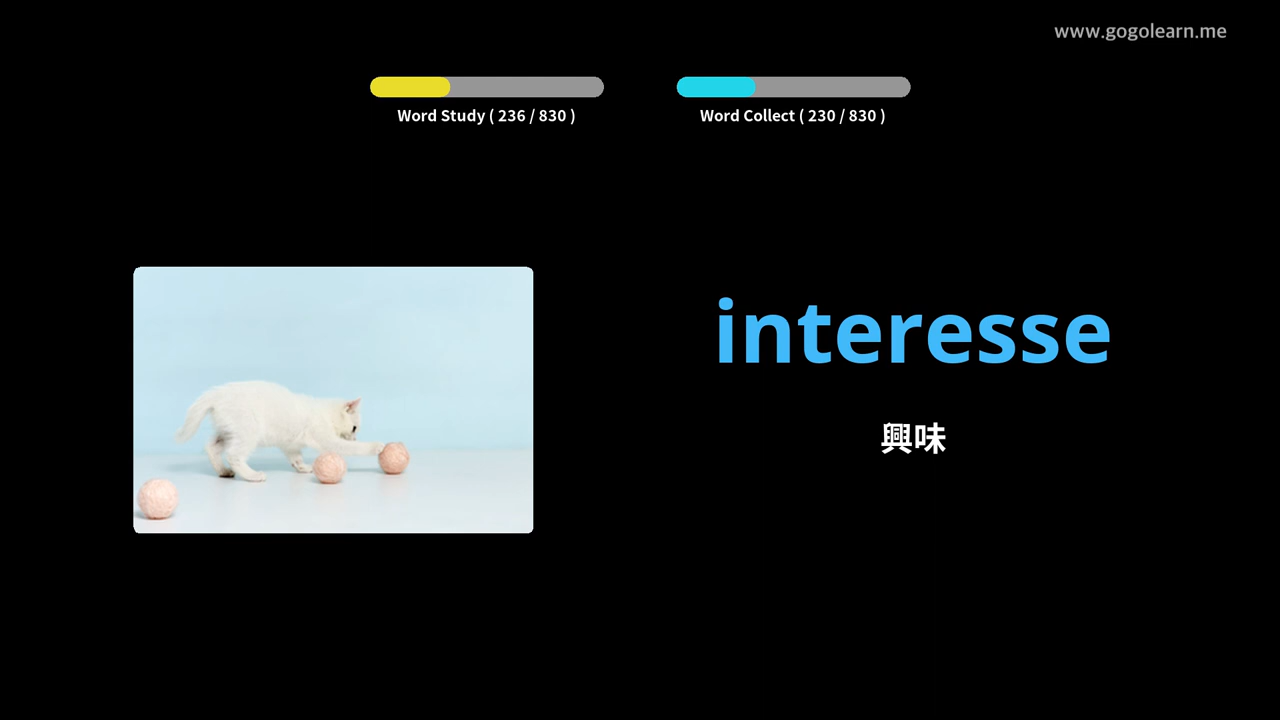 www.gogolearn.me
Word Study ( 236 / 830 )
Word Collect ( 230 / 830 )
interesse
興味